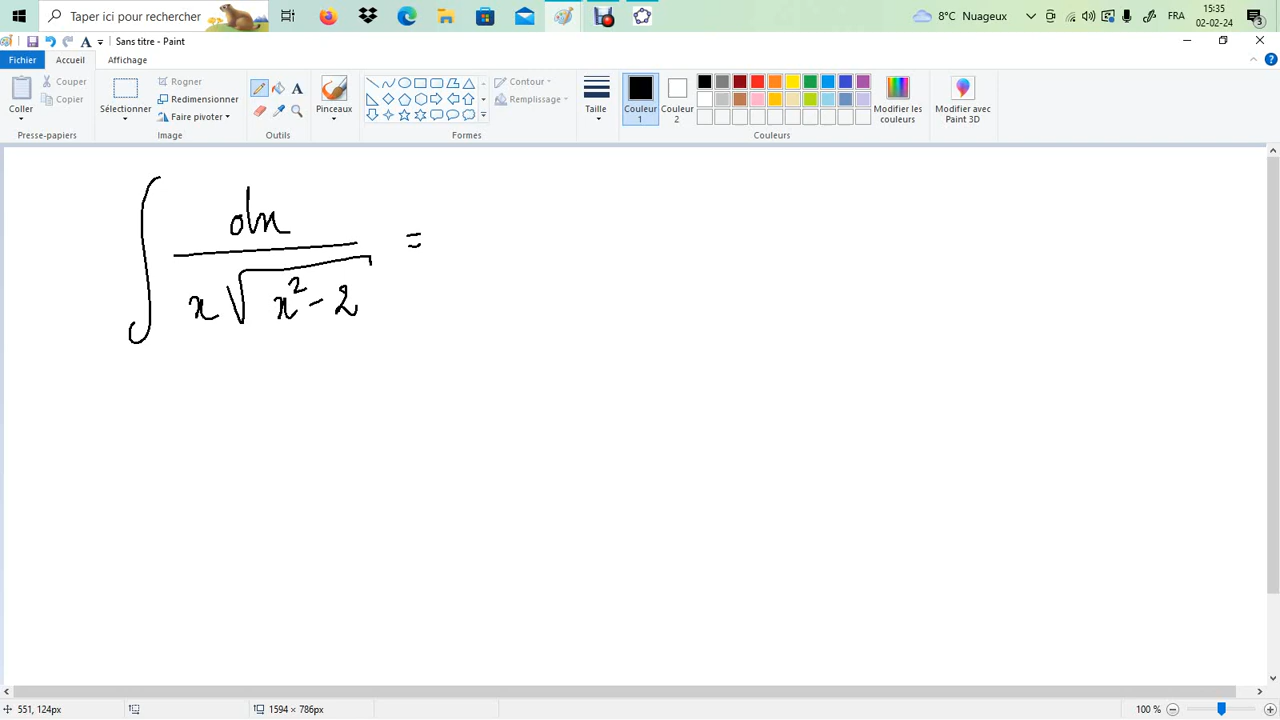 Taper ici pour rechercher
8°C Nuageux
FRA
15:35
02-02-24
3
Sans titre - Paint
Fichier Accueil Affichage
Coller
Couper
Copier
Presse-papiers
Sélectionner
Rogner
Redimensionner
Faire pivoter
Image
A
Outils
Pinceaux
Contour
Remplissage
Formes
Taille
Couleur 1
Couleur 2
Modifier les couleurs
Couleurs
Modifier avec Paint 3D
∫ dx / (x √(x² - 2)) =
551, 124px
1594 × 786px
100 %